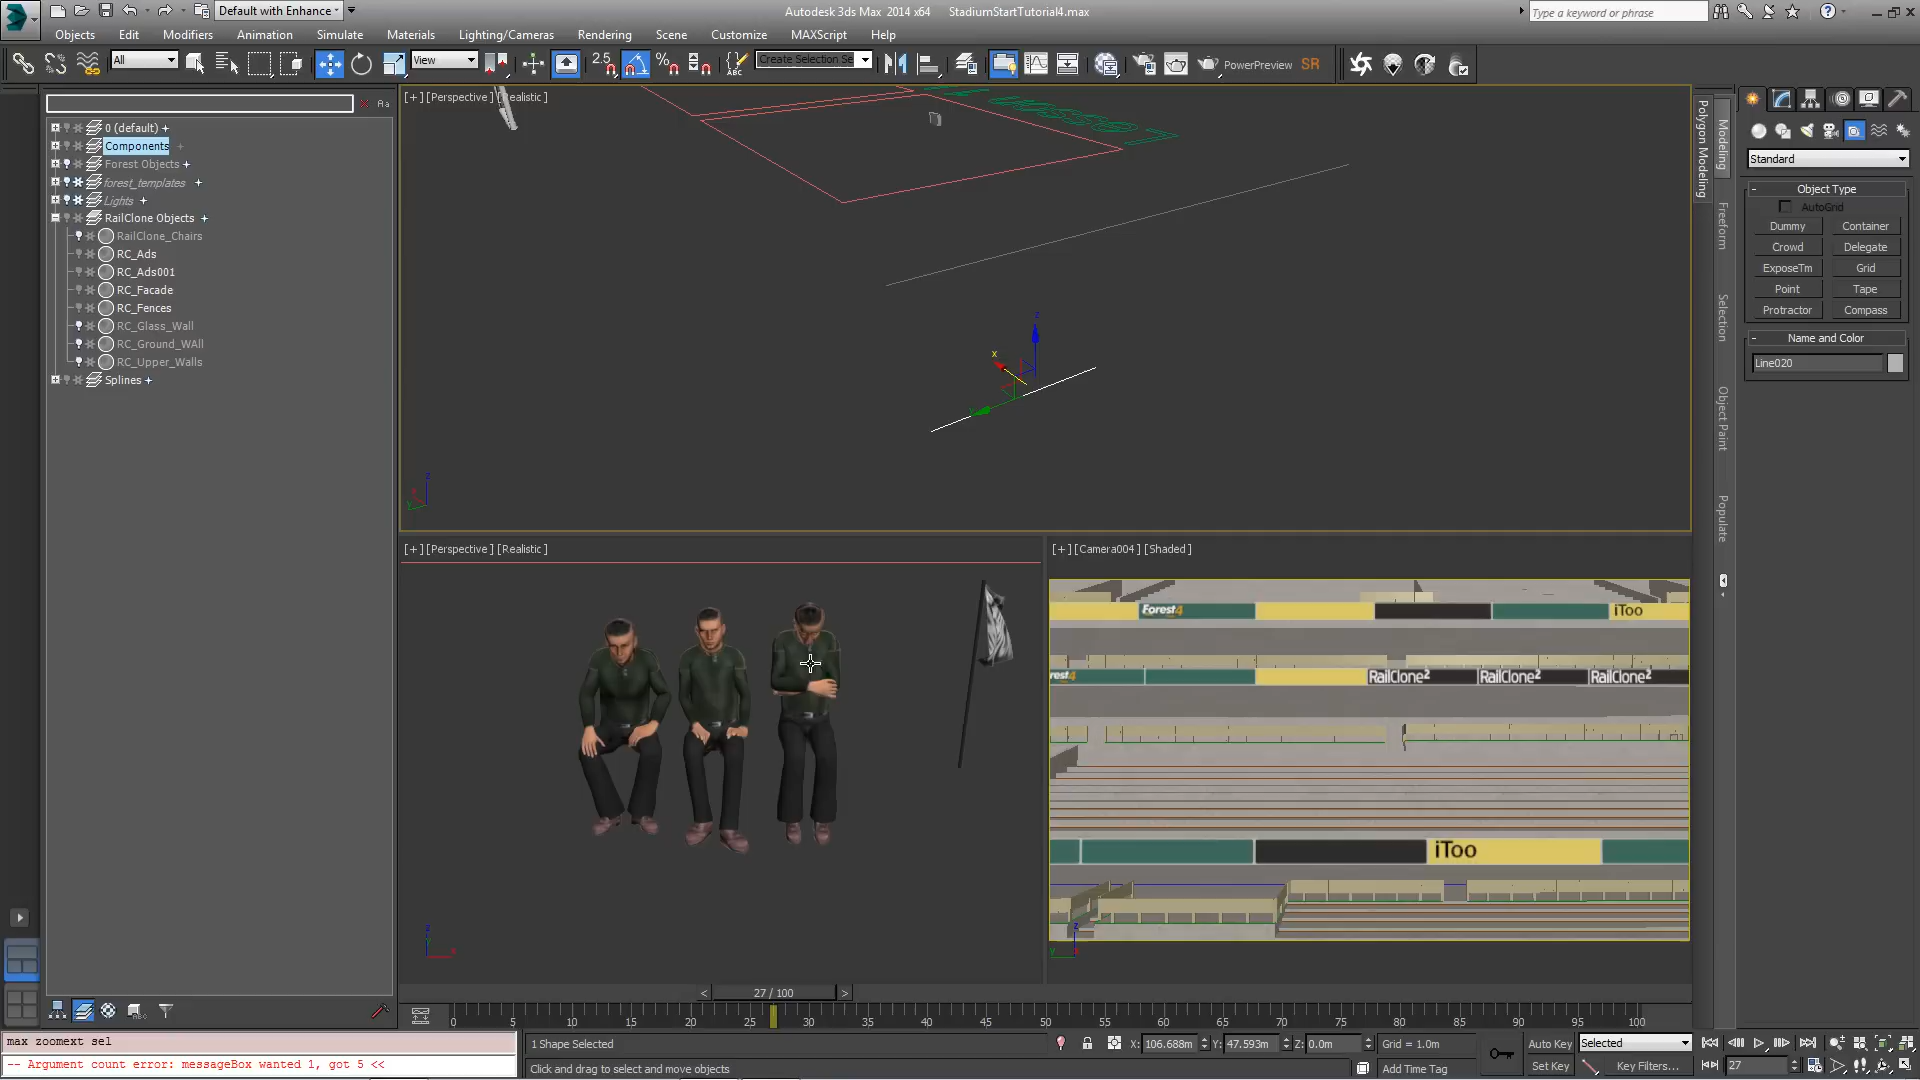 Default with Enhance
Autodesk 3ds Max 2014 x64 StadiumStartTutorial4.max
Type a keyword or phrase
Objects Edit Modifiers Animation Simulate Materials Lighting/Cameras Rendering Scene Customize MAXScript Help
All
View
2.5
Create Selection Se
PowerPreview SR
Aa
[+] [Perspective] [Realistic]
0 (default)
Components
Forest Objects
forest_templates
Lights
RailClone Objects
RailClone_Chairs
RC_Ads
RC_Ads001
RC_Facade
RC_Fences
RC_Glass_Wall
RC_Ground_WAll
RC_Upper_Walls
Splines
z
x
Polygon Modeling
Modeling
Freeform
Selection
Object Paint
Populate
Standard
- Object Type
AutoGrid
Dummy Container
Crowd Delegate
ExposeTm Grid
Point Tape
Protractor Compass
- Name and Color
Line020
[+] [Perspective] [Realistic]
[+] [Camera004] [Shaded]
Forest4 iToo
rest4 RailClone² RailClone² RailClone²
iToo
< 27 / 100 >
0 5 10 15 20 25 30 35 40 45 50 55 60 65 70 75 80 85 90 95 100
max zoomext sel
-- Argument count error: messageBox wanted 1, got 5 <<
1 Shape Selected
Click and drag to select and move objects
X: 106.688m Y: 47.593m Z: 0.0m Grid = 1.0m
Add Time Tag
Auto Key Selected
Set Key Key Filters...
27